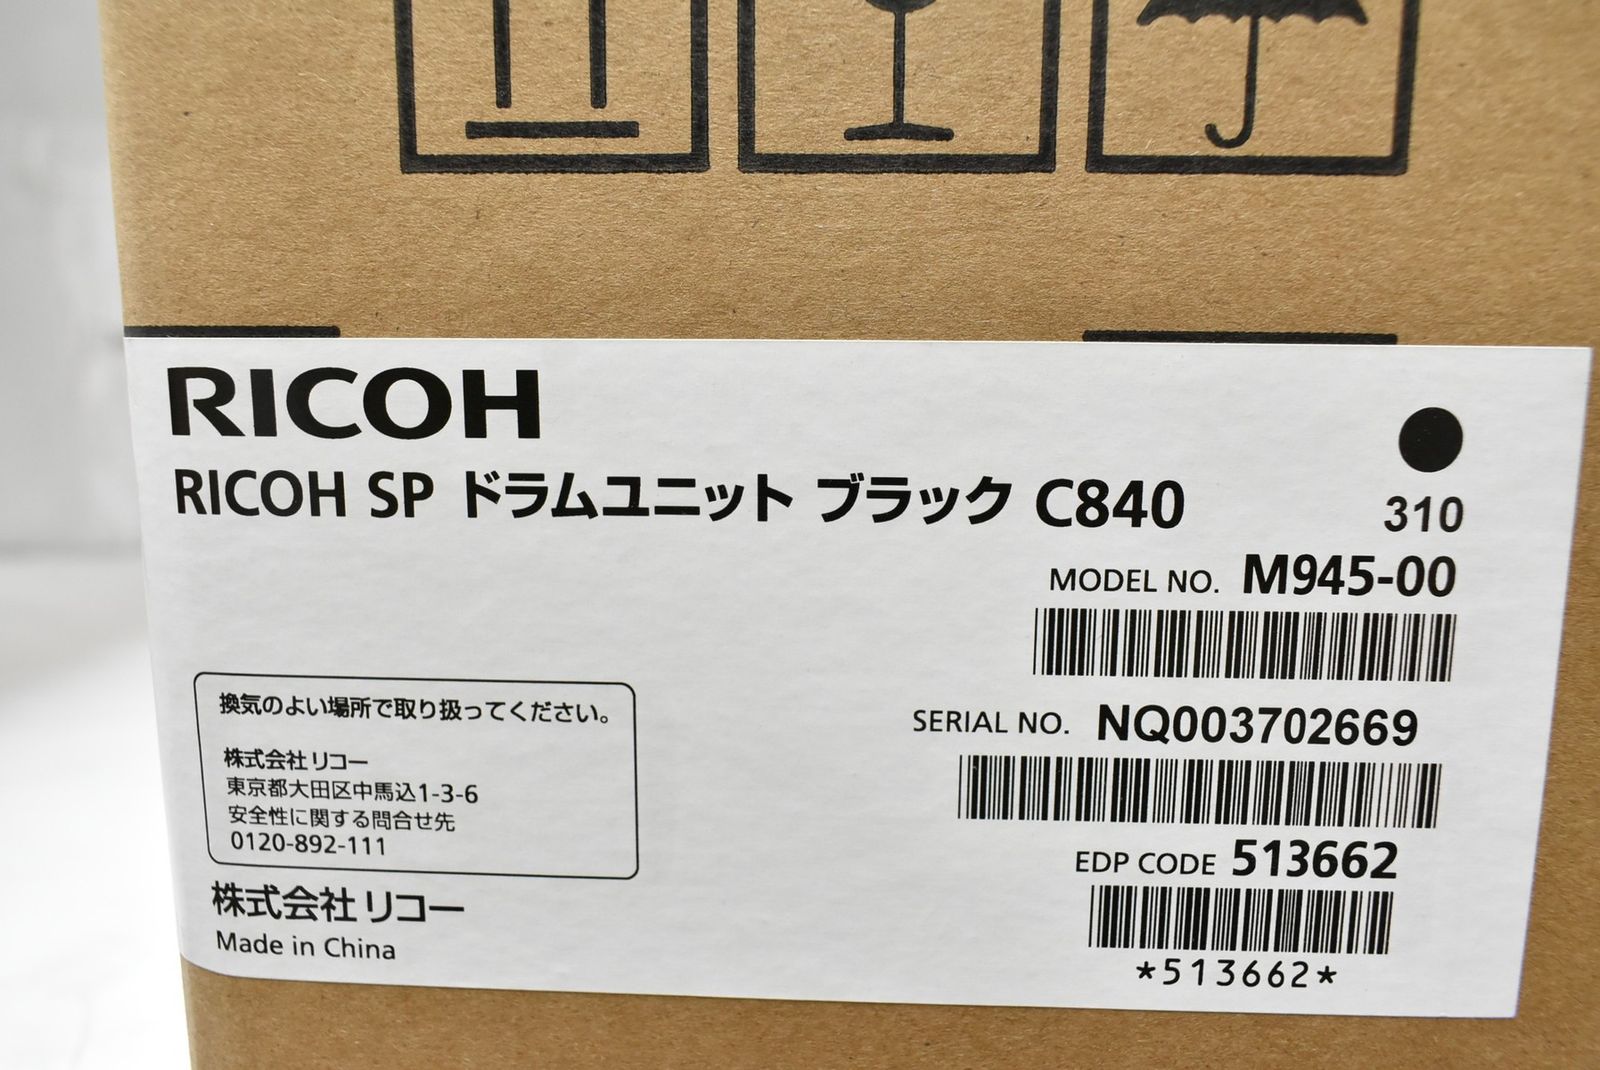 RICOH
RICOH SP ドラムユニット ブラック C840
310
MODEL NO. M945-00
SERIAL NO. NQ003702669
EDP CODE 513662
*513662*
換気のよい場所で取り扱ってください。
株式会社リコー
東京都大田区中馬込1-3-6
安全性に関する問合せ先
0120-892-111
株式会社リコー
Made in China